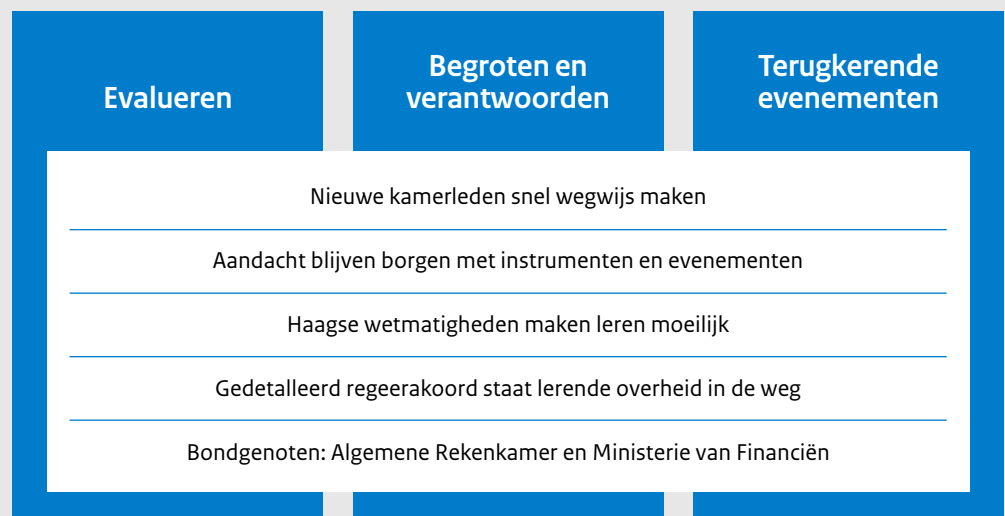 Evalueren
Begroten en
verantwoorden
Terugkerende
evenementen
Nieuwe kamerleden snel wegwijs maken
Aandacht blijven borgen met instrumenten en evenementen
Haagse wetmatigheden maken leren moeilijk
Gedetalleerd regeerakoord staat lerende overheid in de weg
Bondgenoten: Algemene Rekenkamer en Ministerie van Financiën